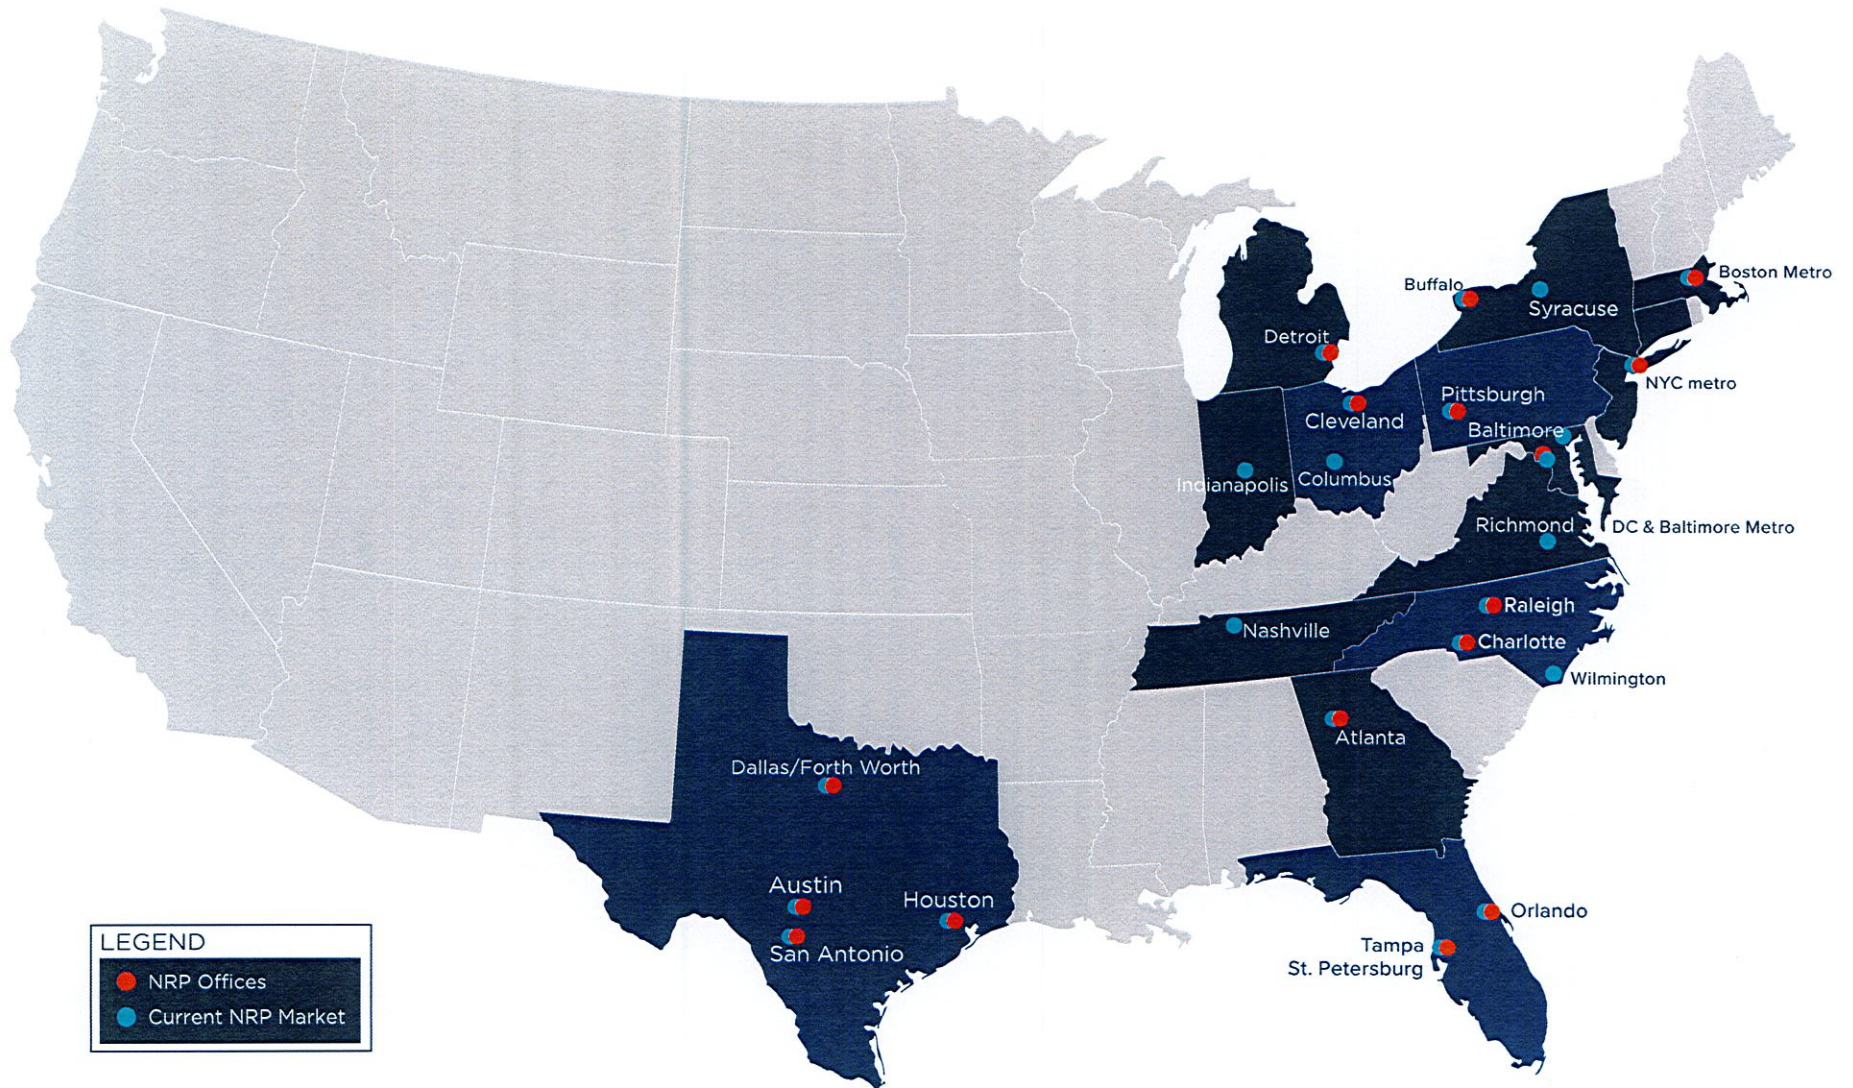 Boston Metro
Buffalo
Syracuse
Detroit
NYC metro
Pittsburgh
Cleveland
Baltimore
Indianapolis
Columbus
Richmond
DC & Baltimore Metro
Raleigh
Nashville
Charlotte
Wilmington
Atlanta
Dallas/Forth Worth
Austin
Houston
San Antonio
Orlando
Tampa
St. Petersburg
LEGEND
NRP Offices
Current NRP Market